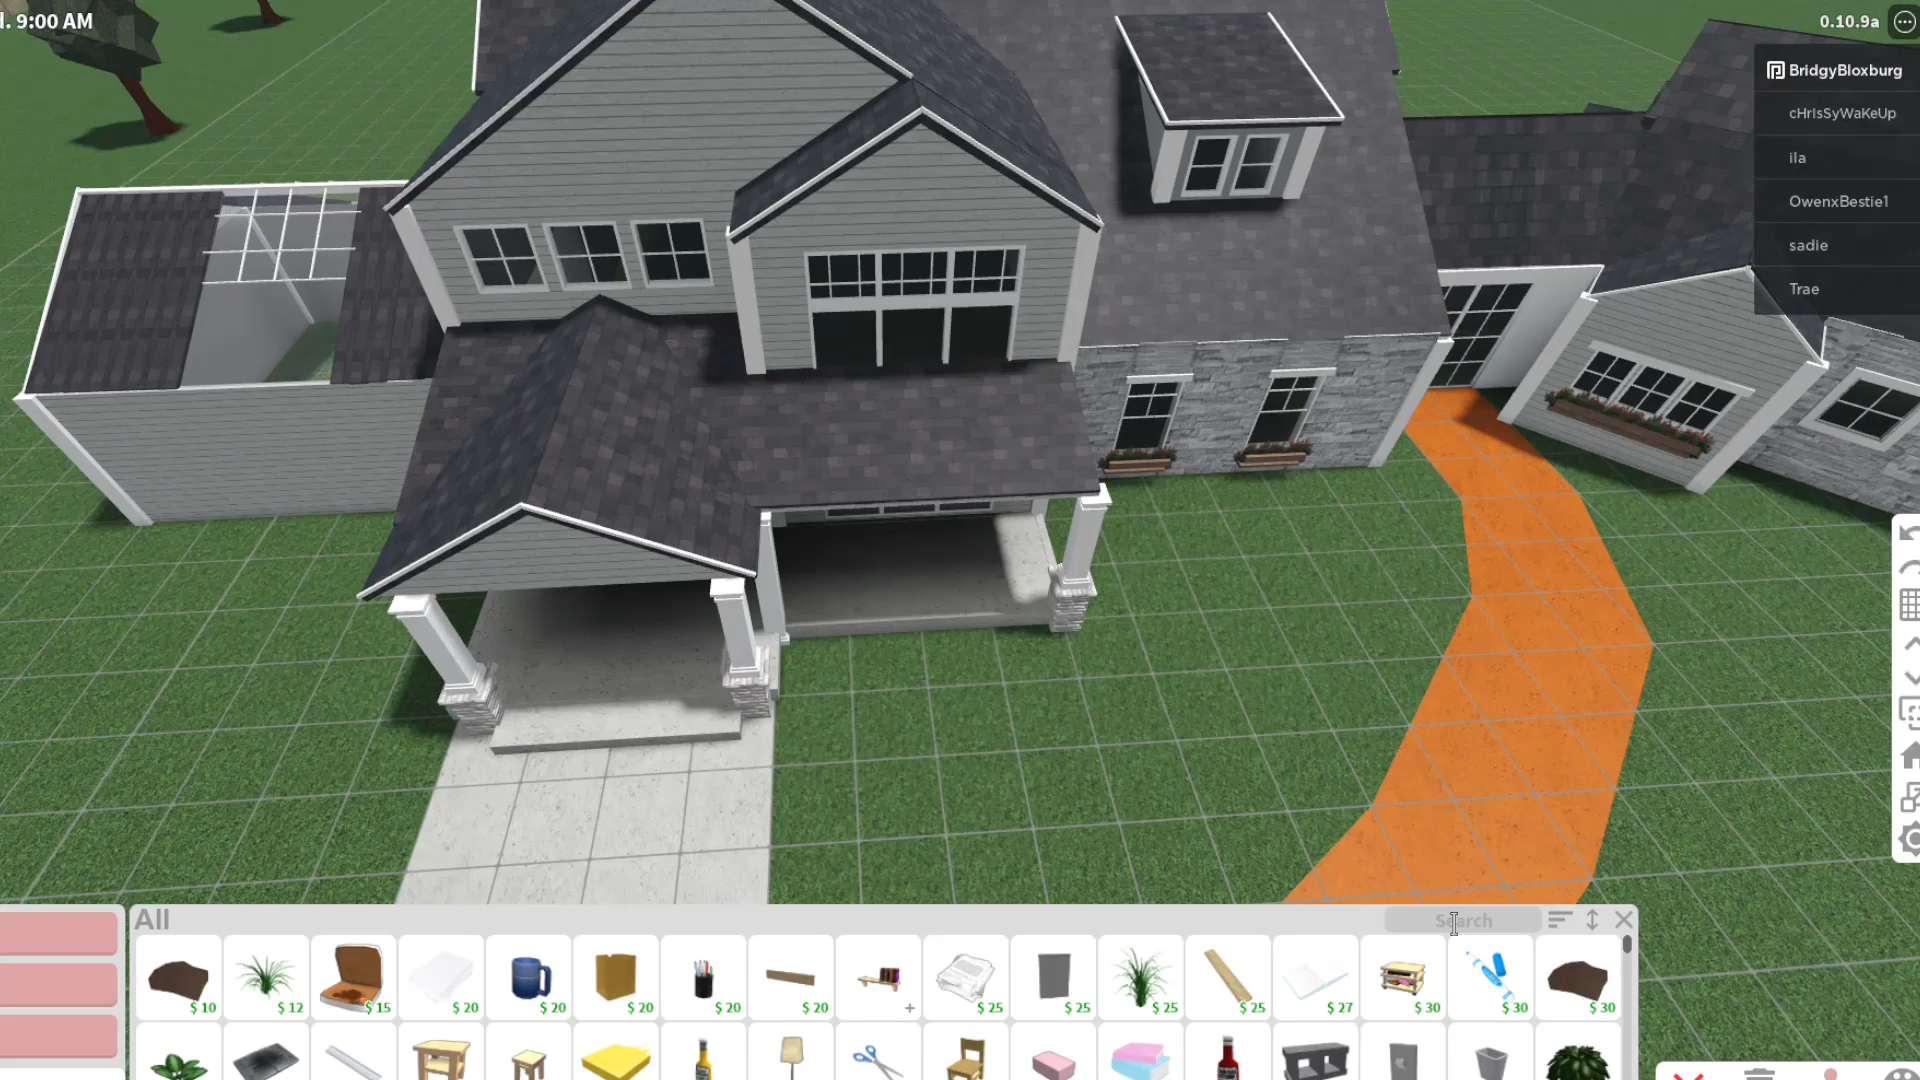 d. 9:00 AM
0.10.9a
BridgyBloxburg
cHrIsSyWaKeUp
ila
OwenxBestie1
sadie
Trae
All
Search
$ 10
$ 12
$ 15
$ 20
$ 20
$ 20
$ 20
$ 20
+
$ 25
$ 25
$ 25
$ 25
$ 27
$ 30
$ 30
$ 30